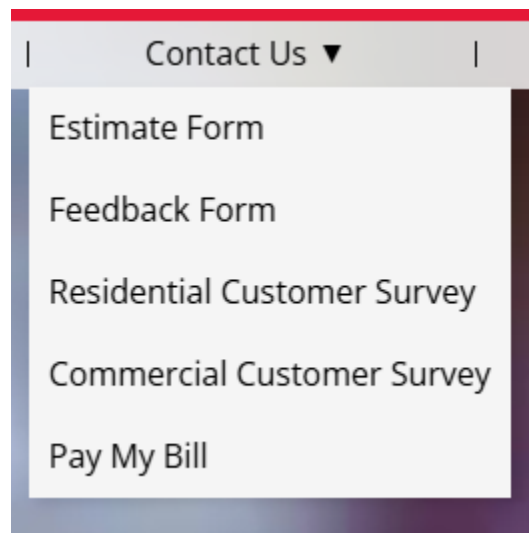 | Contact Us ▼ |
Estimate Form
Feedback Form
Residential Customer Survey
Commercial Customer Survey
Pay My Bill